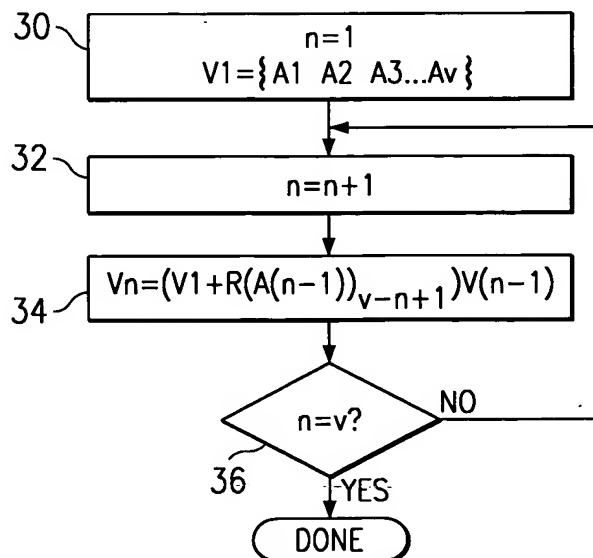 30
n=1
V1={A1 A2 A3...Av}
32
n=n+1
34
Vn=(V1+R(A(n-1))v-n+1)V(n-1)
n=v?
NO
36
YES
DONE